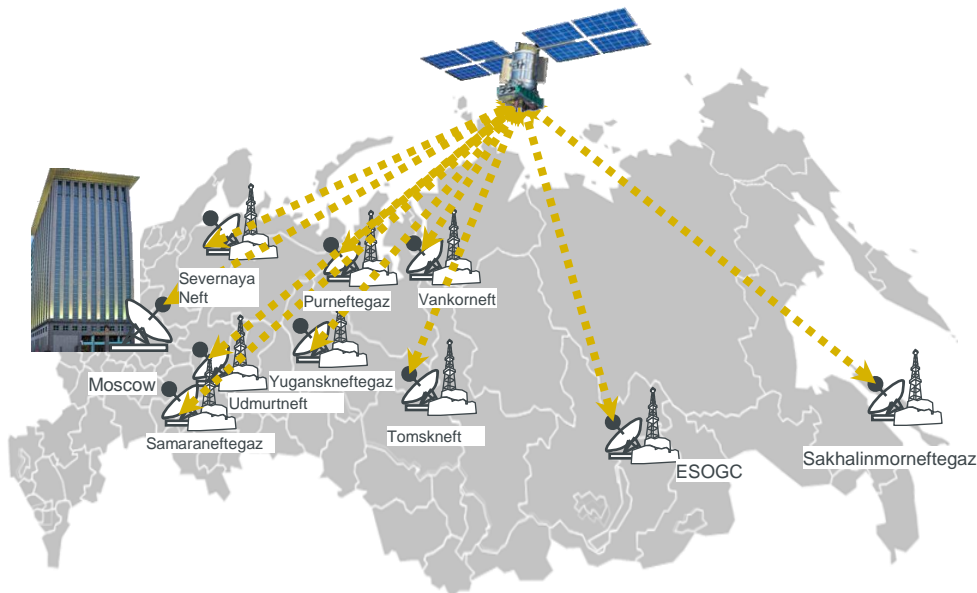 Severnaya
Neft
Purneftegaz
Vankorneft
Moscow
Yuganskneftegaz
Udmurtneft
Samaraneftegaz
Tomskneft
ESOGC
Sakhalinmorneftegaz